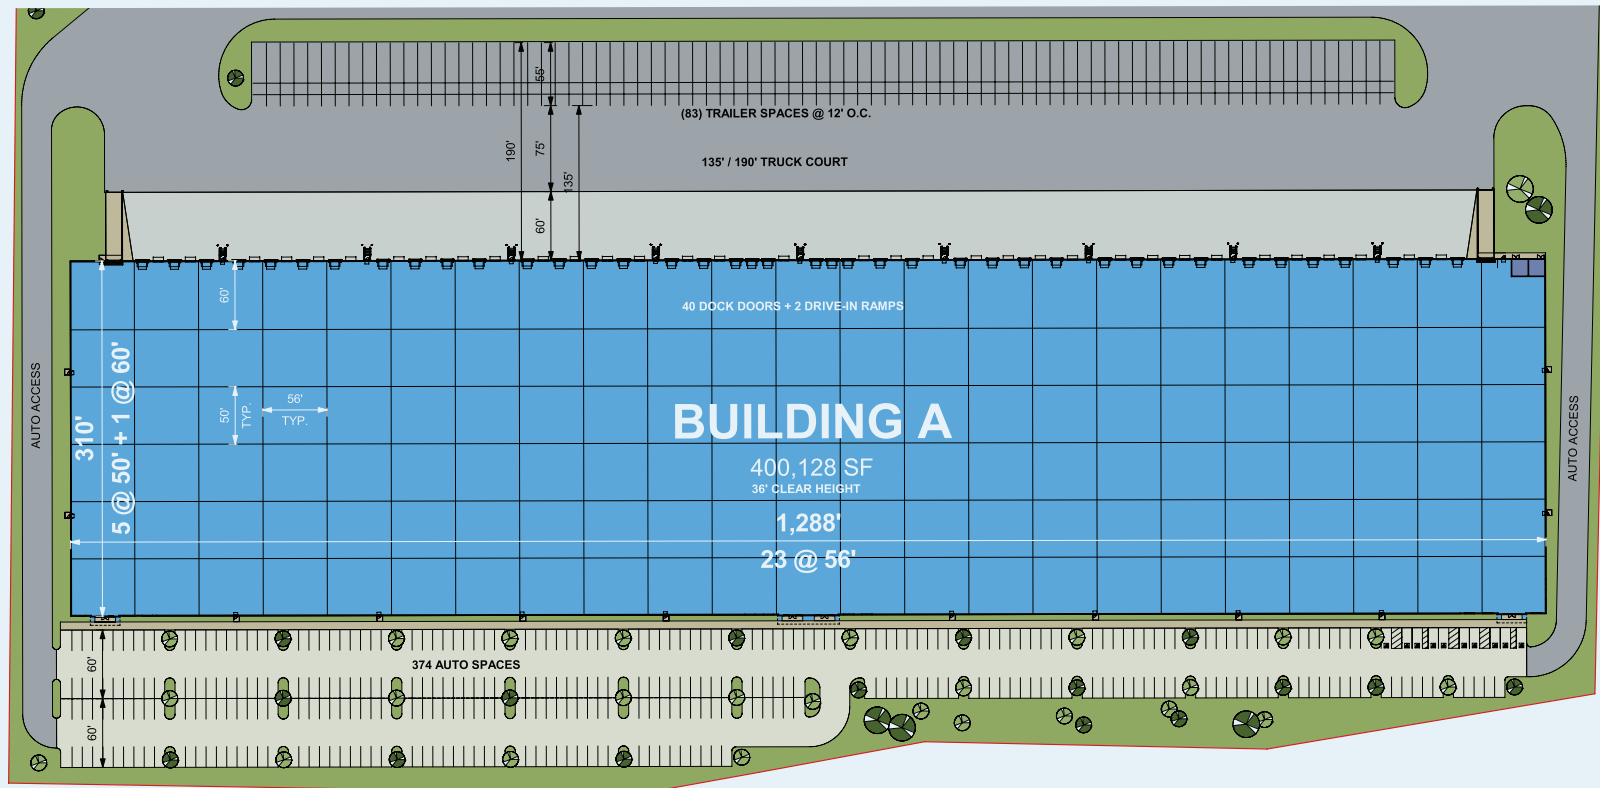 55'
(83) TRAILER SPACES @ 12' O.C.
190'
75'
135'
135' / 190' TRUCK COURT
60'
60'
40 DOCK DOORS + 2 DRIVE-IN RAMPS
AUTO ACCESS
310'
5 @ 50' + 1 @ 60'
50'
TYP.
56'
TYP.
BUILDING A
400,128 SF
36' CLEAR HEIGHT
1,288'
23 @ 56'
AUTO ACCESS
60'
374 AUTO SPACES
60'